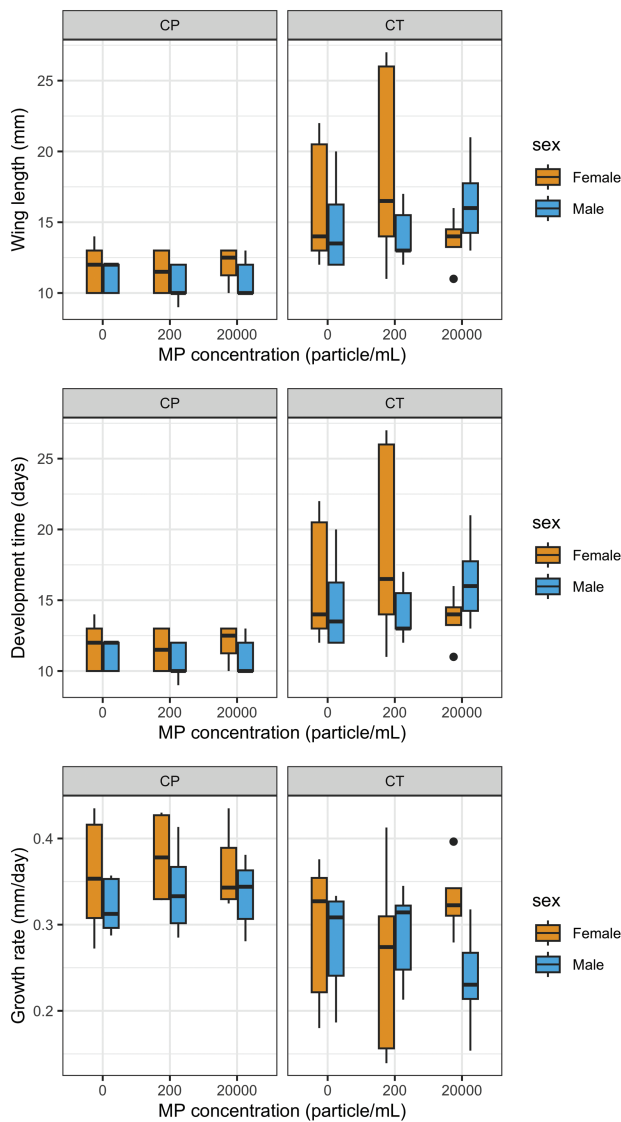 CP CT
25
20
15
10
Wing length (mm)
0 200 20000 0 200 20000
MP concentration (particle/mL)
sex
Female
Male
CP CT
25
20
15
10
Development time (days)
0 200 20000 0 200 20000
MP concentration (particle/mL)
sex
Female
Male
CP CT
0.4
0.3
0.2
Growth rate (mm/day)
0 200 20000 0 200 20000
MP concentration (particle/mL)
sex
Female
Male